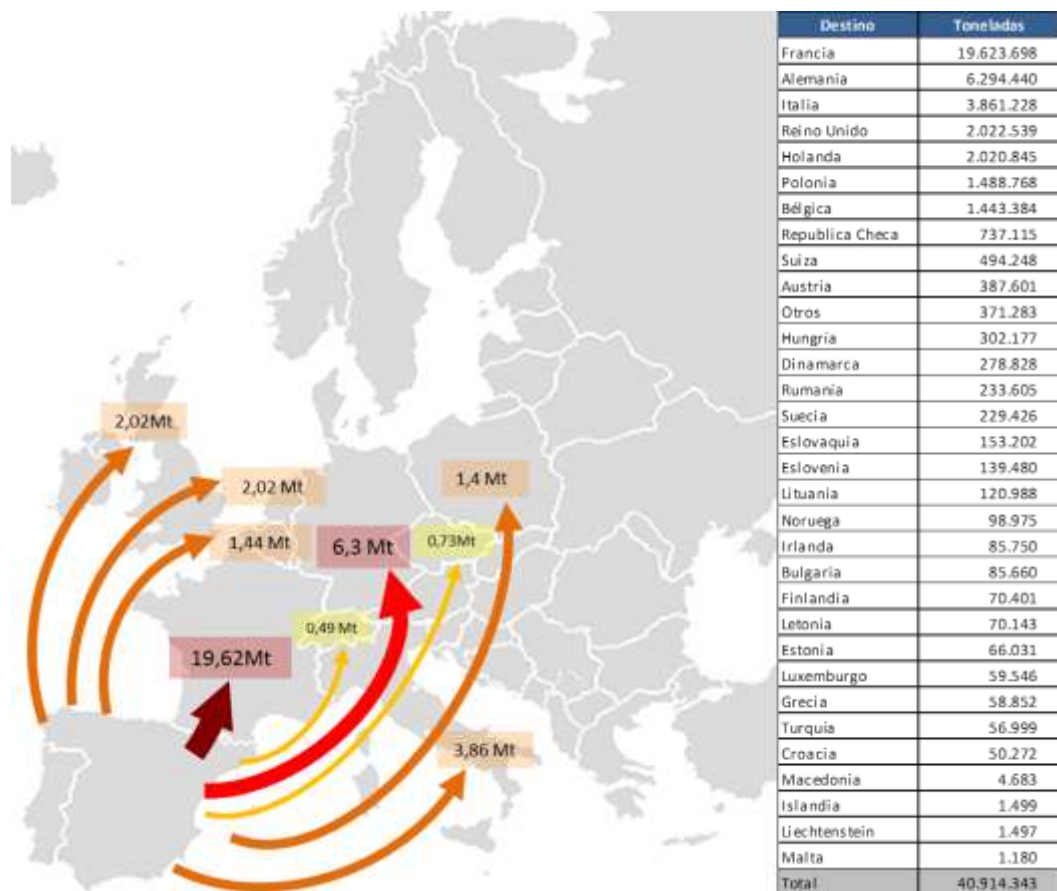 2,02Mt
2,02 Mt
1,4 Mt
1,44 Mt
6,3 Mt
0,73Mt
0,49 Mt
19,62Mt
3,86 Mt
Destino Toneladas
Francia 19.623.698
Alemania 6.294.440
Italia 3.861.228
Reino Unido 2.022.539
Holanda 2.020.845
Polonia 1.488.768
Bélgica 1.443.384
Republica Checa 737.115
Suiza 494.248
Austria 387.601
Otros 371.283
Hungria 302.177
Dinamarca 278.828
Rumania 233.605
Suecia 229.426
Eslovaquia 153.202
Eslovenia 139.480
Lituania 120.988
Noruega 98.975
Irlanda 85.750
Bulgaria 85.660
Finlandia 70.401
Letonia 70.143
Estonia 66.031
Luxemburgo 59.546
Grecia 58.852
Turquia 56.999
Croacia 50.272
Macedonia 4.683
Islandia 1.499
Liechtenstein 1.497
Malta 1.180
Total 40.914.343